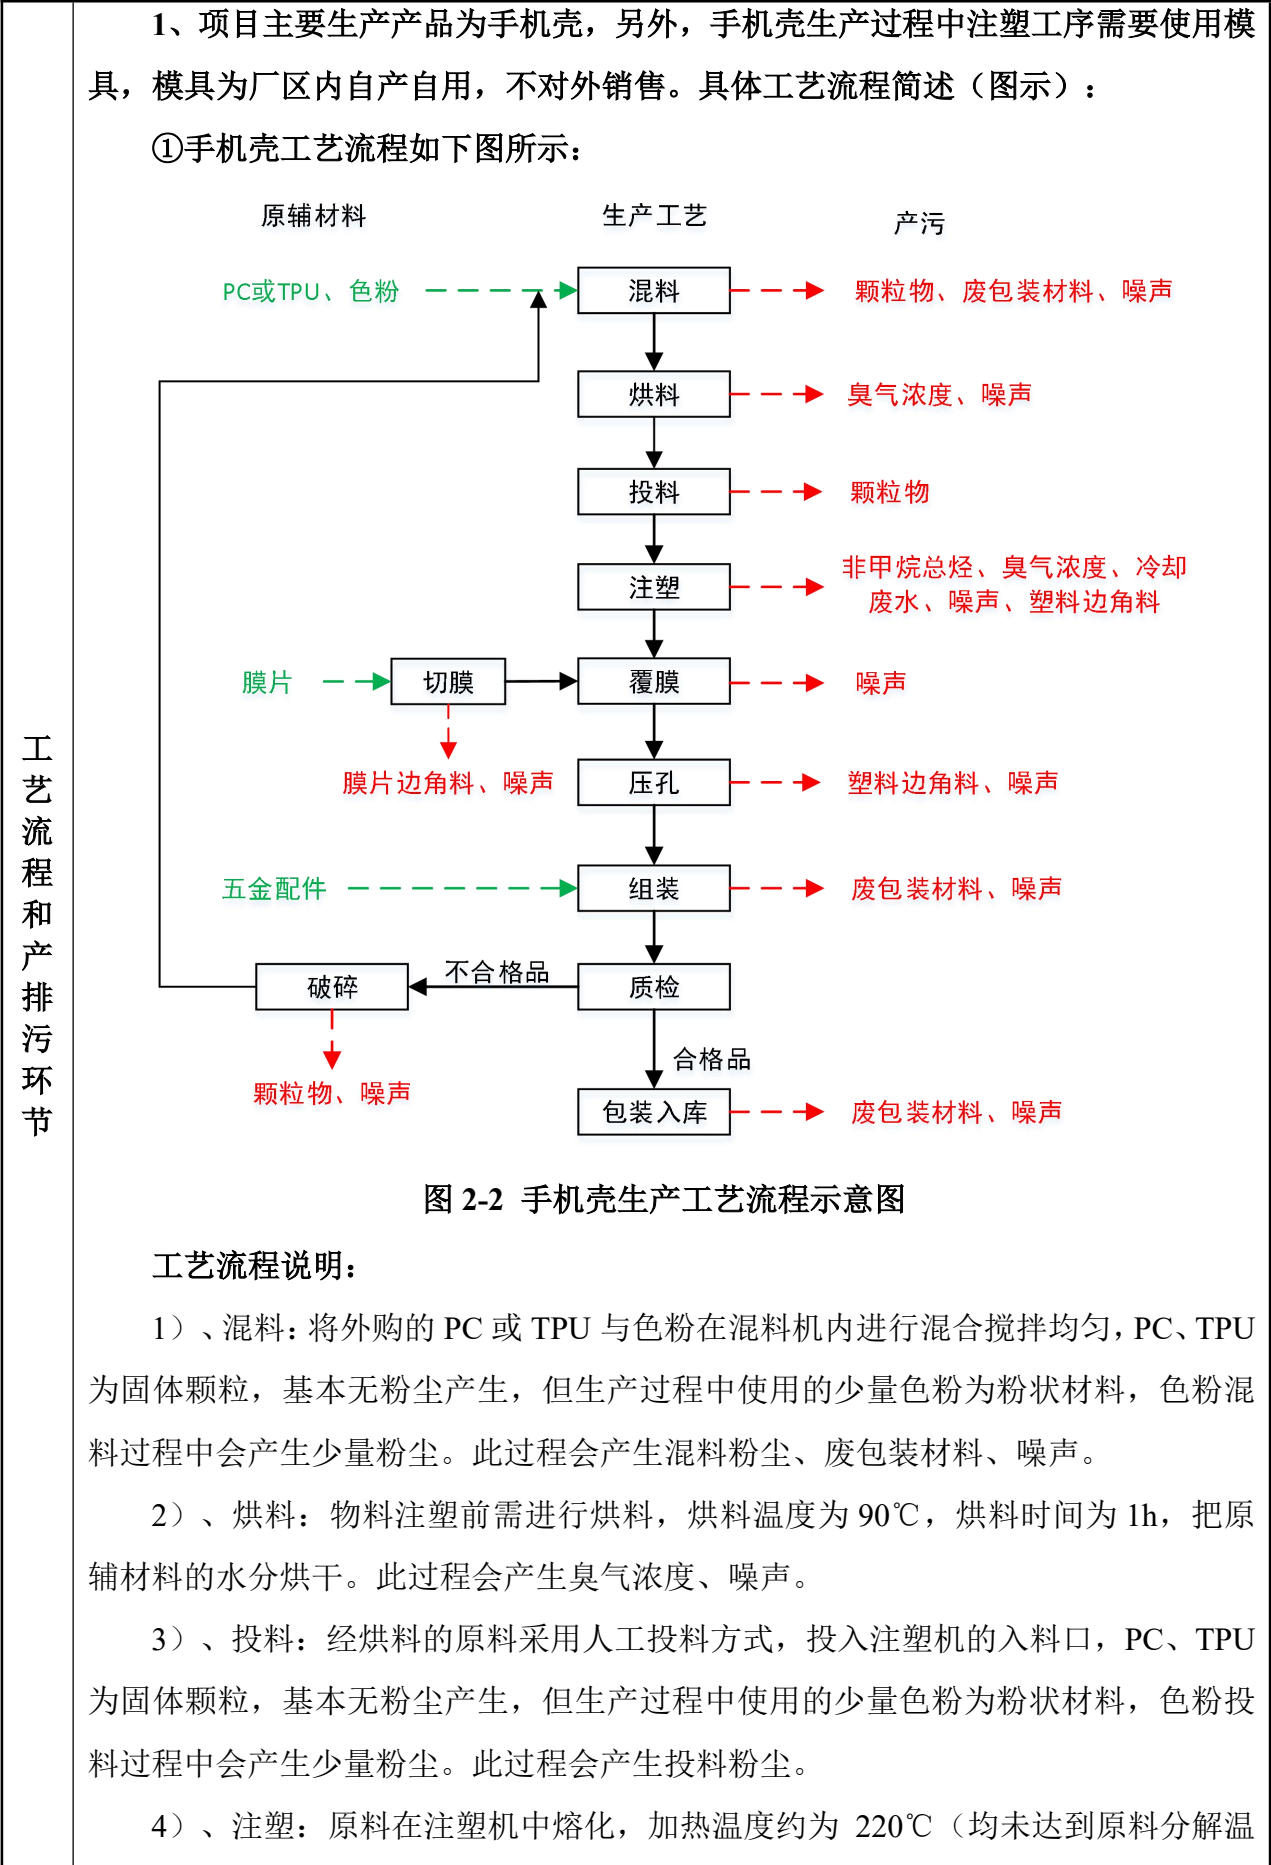 1、项目主要生产产品为手机壳，另外，手机壳生产过程中注塑工序需要使用模
具，模具为厂区内自产自用，不对外销售。具体工艺流程简述（图示）：
①手机壳工艺流程如下图所示：
原辅材料 生产工艺 产污
PC或TPU、色粉 混料 颗粒物、废包装材料、噪声
烘料 臭气浓度、噪声
投料 颗粒物
注塑 非甲烷总烃、臭气浓度、冷却
废水、噪声、塑料边角料
膜片 切膜 覆膜 噪声
膜片边角料、噪声 压孔 塑料边角料、噪声
五金配件 组装 废包装材料、噪声
破碎 不合格品 质检
合格品
颗粒物、噪声
包装入库 废包装材料、噪声
图 2-2 手机壳生产工艺流程示意图
工艺流程说明：
1）、混料：将外购的 PC 或 TPU 与色粉在混料机内进行混合搅拌均匀，PC、TPU
为固体颗粒，基本无粉尘产生，但生产过程中使用的少量色粉为粉状材料，色粉混
料过程中会产生少量粉尘。此过程会产生混料粉尘、废包装材料、噪声。
2）、烘料：物料注塑前需进行烘料，烘料温度为 90℃，烘料时间为 1h，把原
辅材料的水分烘干。此过程会产生臭气浓度、噪声。
3）、投料：经烘料的原料采用人工投料方式，投入注塑机的入料口，PC、TPU
为固体颗粒，基本无粉尘产生，但生产过程中使用的少量色粉为粉状材料，色粉投
料过程中会产生少量粉尘。此过程会产生投料粉尘。
4）、注塑：原料在注塑机中熔化，加热温度约为 220℃（均未达到原料分解温
工艺流程和产排污环节